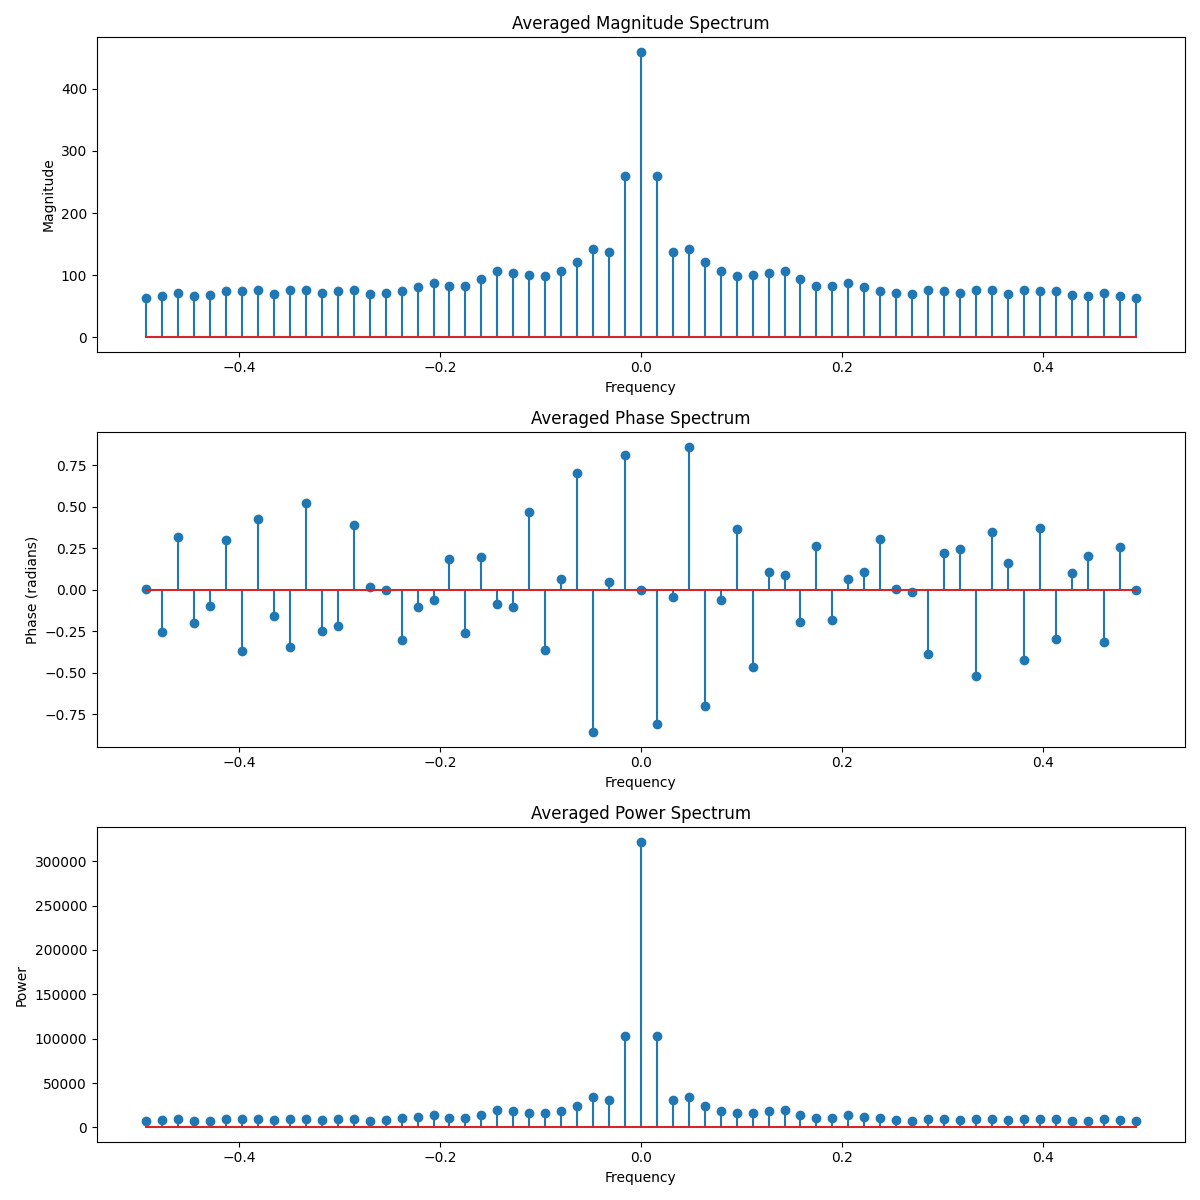 Averaged Magnitude Spectrum
400
300
200
100
0
Magnitude
−0.4 −0.2 0.0 0.2 0.4
Frequency
Averaged Phase Spectrum
0.75
0.50
0.25
0.00
−0.25
−0.50
−0.75
Phase (radians)
−0.4 −0.2 0.0 0.2 0.4
Frequency
Averaged Power Spectrum
300000
250000
200000
150000
100000
50000
0
Power
−0.4 −0.2 0.0 0.2 0.4
Frequency